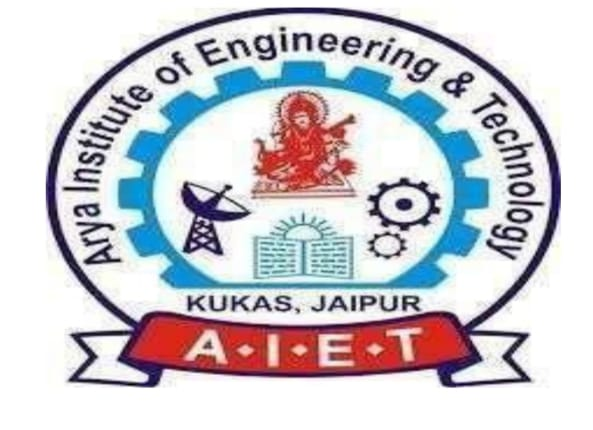 Arya Institute of Engineering & Technology
KUKAS, JAIPUR
A•I•E•T